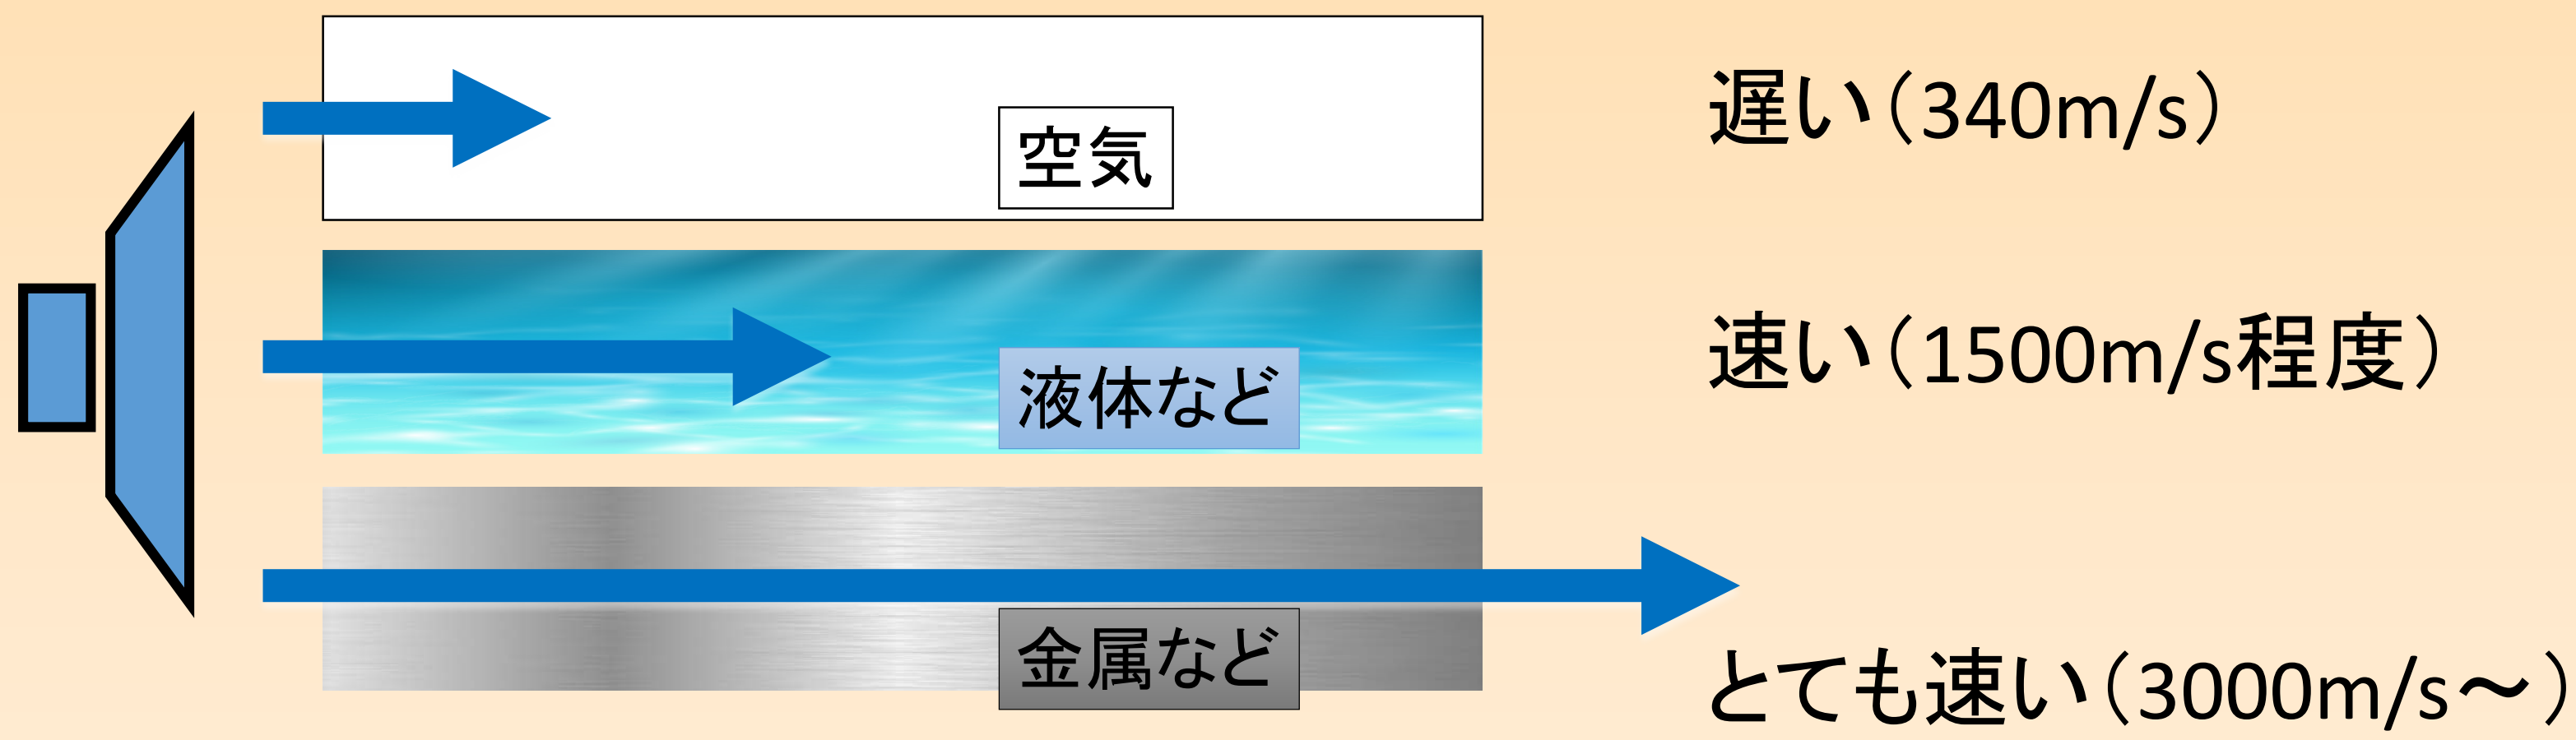 空気
遅い（340m/s）
液体など
速い（1500m/s程度）
金属など
とても速い（3000m/s～）